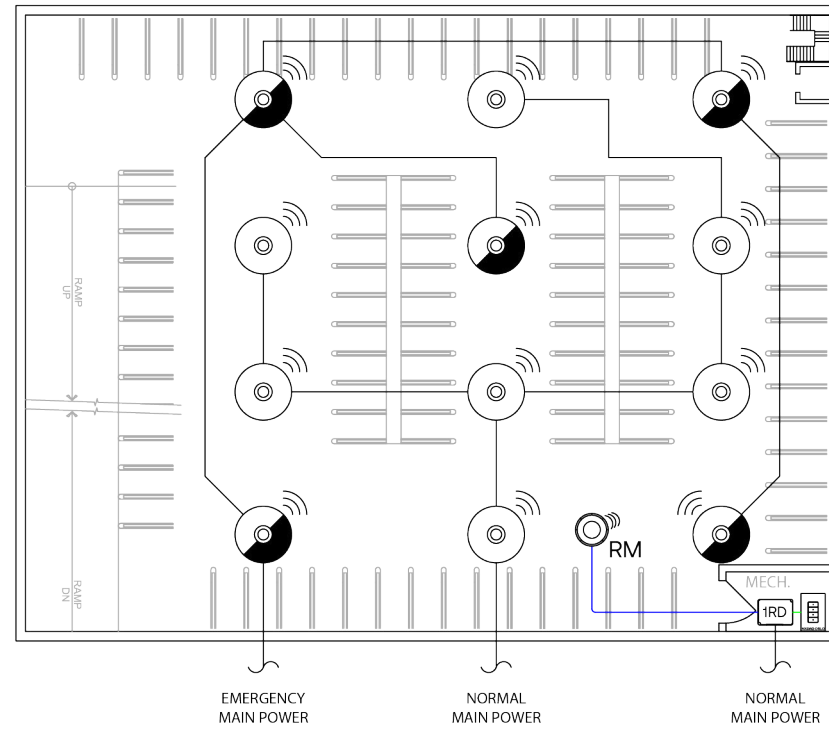 RAMP
UP
RAMP
DN
RM
MECH.
1RD
EMERGENCY
MAIN POWER
NORMAL
MAIN POWER
NORMAL
MAIN POWER